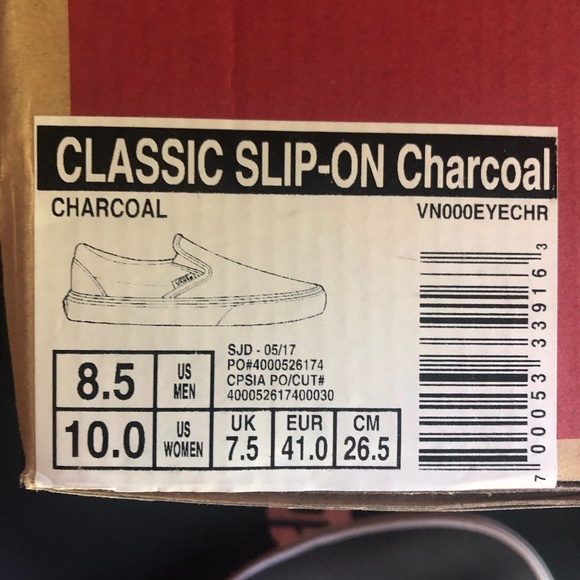 CLASSIC SLIP-ON Charcoal
CHARCOAL
VN000EYECHR
VANS
SJD - 05/17
PO#4000526174
CPSIA PO/CUT#
400052617400030
8.5 US MEN
10.0 US WOMEN
UK 7.5
EUR 41.0
CM 26.5
7 00053 33916 3